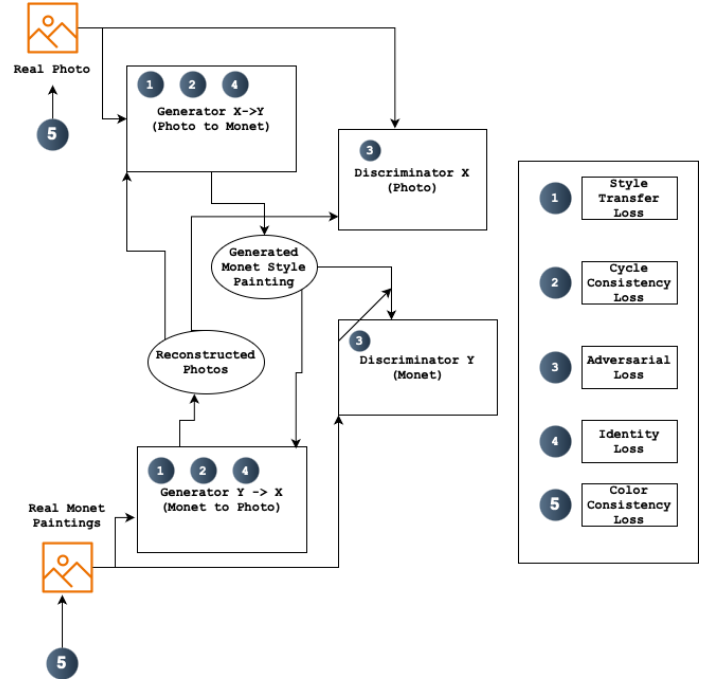 Real Photo
5
1 2 4
Generator X->Y
(Photo to Monet)
3
Discriminator X
(Photo)
Generated
Monet Style
Painting
3
Discriminator Y
(Monet)
Reconstructed
Photos
1 2 4
Generator Y -> X
(Monet to Photo)
Real Monet
Paintings
5
1
Style
Transfer
Loss
2
Cycle
Consistency
Loss
3
Adversarial
Loss
4
Identity
Loss
5
Color
Consistency
Loss